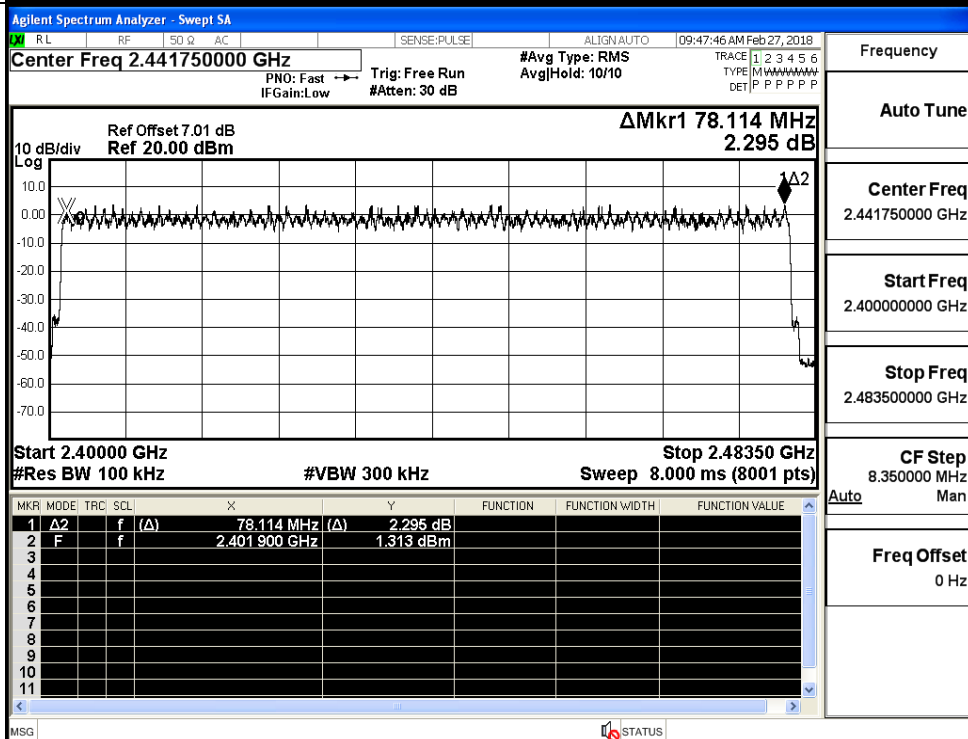 Agilent Spectrum Analyzer - Swept SA
LXI RL RF 50 Ω AC SENSE:PULSE ALIGNAUTO 09:47:46 AM Feb 27, 2018
Center Freq 2.441750000 GHz
PNO: Fast
IFGain:Low
Trig: Free Run
#Atten: 30 dB
#Avg Type: RMS
Avg|Hold: 10/10
TRACE 1 2 3 4 5 6
TYPE MWWWWW
DET P P P P P P
ΔMkr1 78.114 MHz
2.295 dB
Ref Offset 7.01 dB
10 dB/div Ref 20.00 dBm
Log
10.0
0.00
-10.0
-20.0
-30.0
-40.0
-50.0
-60.0
-70.0
1Δ2
2
Start 2.40000 GHz Stop 2.48350 GHz
#Res BW 100 kHz #VBW 300 kHz Sweep 8.000 ms (8001 pts)
MKR MODE TRC SCL X Y FUNCTION FUNCTION WIDTH FUNCTION VALUE
1 Δ2 f (Δ) 78.114 MHz (Δ) 2.295 dB
2 F f 2.401 900 GHz 1.313 dBm
3
4
5
6
7
8
9
10
11
MSG STATUS
Frequency
Auto Tune
Center Freq
2.441750000 GHz
Start Freq
2.400000000 GHz
Stop Freq
2.483500000 GHz
CF Step
8.350000 MHz
Auto Man
Freq Offset
0 Hz